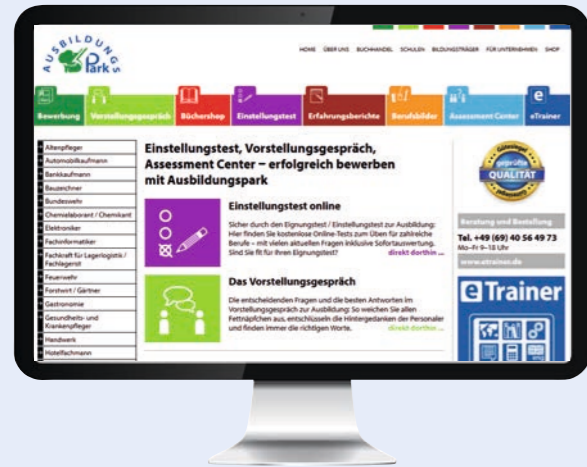 AUSBILDUNGS
Park
HOME ÜBER UNS BUCHHANDEL SCHULEN BILDUNGSTRÄGER FÜR UNTERNEHMEN SHOP
Bewerbung Vorstellungsgespräch Büchershop Einstellungstest Erfahrungsberichte Berufsbilder Assessment Center eTrainer
Altenpfleger
Automobilkaufmann
Bankkaufmann
Bauzeichner
Bundeswehr
Chemielaborant / Chemikant
Elektroniker
Fachinformatiker
Fachkraft für Lagerlogistik /
Fachlagerist
Feuerwehr
Forstwirt / Gärtner
Gastronomie
Gesundheits- und
Krankenpfleger
Handwerk
Hotelfachmann
Einstellungstest, Vorstellungsgespräch,
Assessment Center – erfolgreich bewerben
mit Ausbildungspark
Einstellungstest online
Sicher durch den Eignungstest / Einstellungstest zur Ausbildung:
Hier finden Sie kostenlose Online-Tests zum Üben für zahlreiche
Berufe – mit vielen aktuellen Fragen inklusive Sofortauswertung.
Sind Sie fit für Ihren Eignungstest? direkt dorthin ...
Das Vorstellungsgespräch
Die entscheidenden Fragen und die besten Antworten im
Vorstellungsgespräch zur Ausbildung: So weichen Sie allen
Fettnäpfchen aus, entschlüsseln die Hintergedanken der Personaler
und finden immer die richtigen Worte. direkt dorthin ...
Gütesiegel
geprüfte
QUALITÄT
Beratung und Bestellung
Tel. +49 (69) 40 56 49 73
Mo–Fr 9–18 Uhr
www.etrainer.de
e Trainer